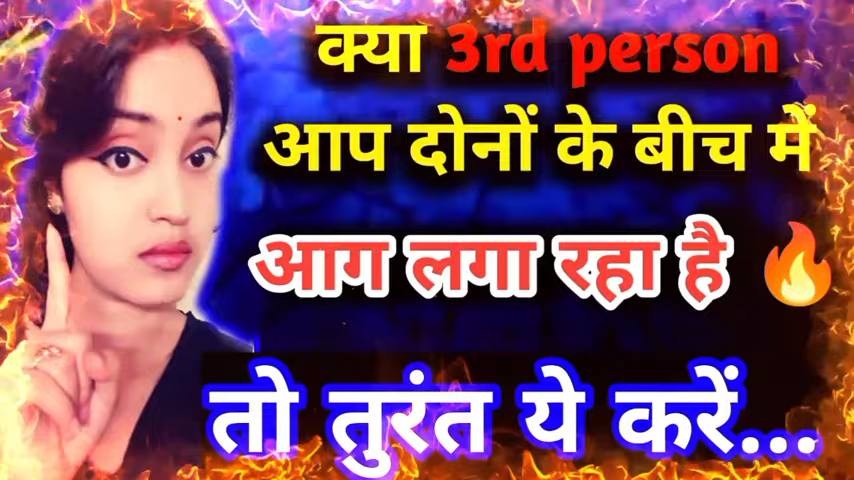 क्या 3rd person
आप दोनों के बीच में
आग लगा रहा है 🔥
तो तुरंत ये करें...